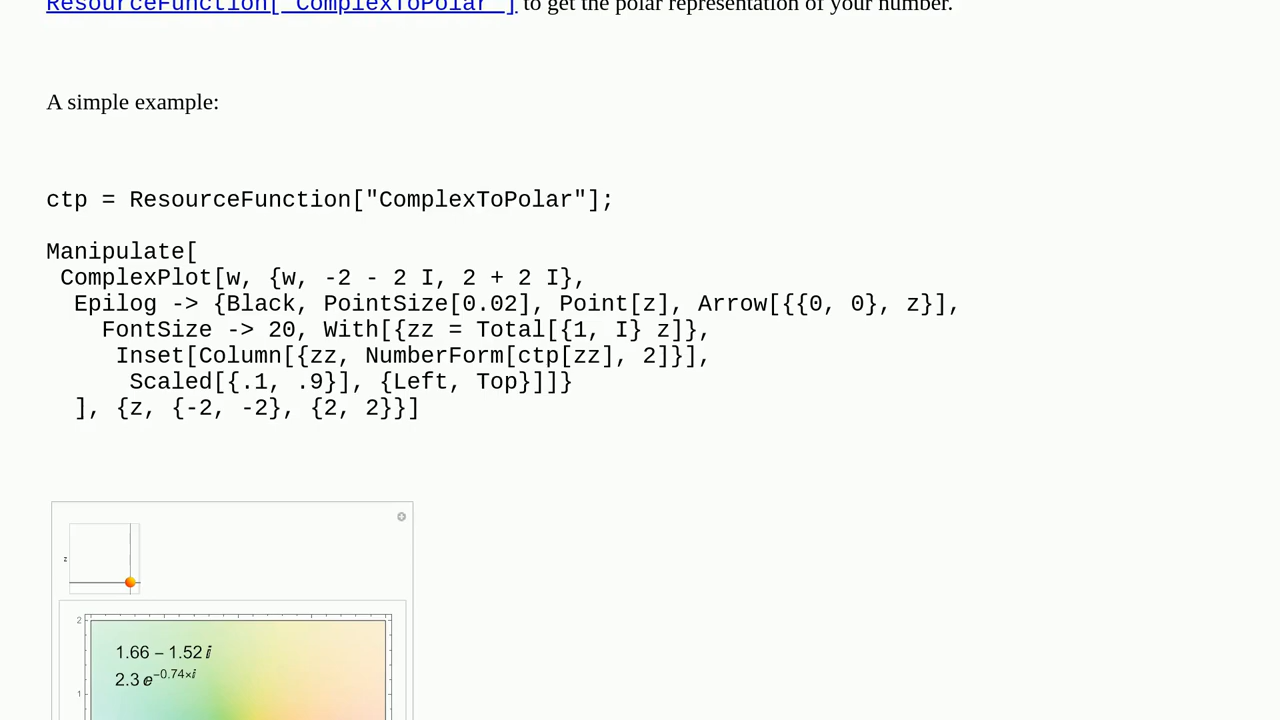 ResourceFunction["ComplexToPolar"] to get the polar representation of your number.
A simple example:
ctp = ResourceFunction["ComplexToPolar"];
Manipulate[
 ComplexPlot[w, {w, -2 - 2 I, 2 + 2 I},
  Epilog -> {Black, PointSize[0.02], Point[z], Arrow[{{0, 0}, z}],
    FontSize -> 20, With[{zz = Total[{1, I} z]},
     Inset[Column[{zz, NumberForm[ctp[zz], 2]}],
      Scaled[{.1, .9}], {Left, Top}]]}
  ], {z, {-2, -2}, {2, 2}}]
z
2
1.66 – 1.52 ⅈ
2.3 ⅇ^−0.74×ⅈ
1